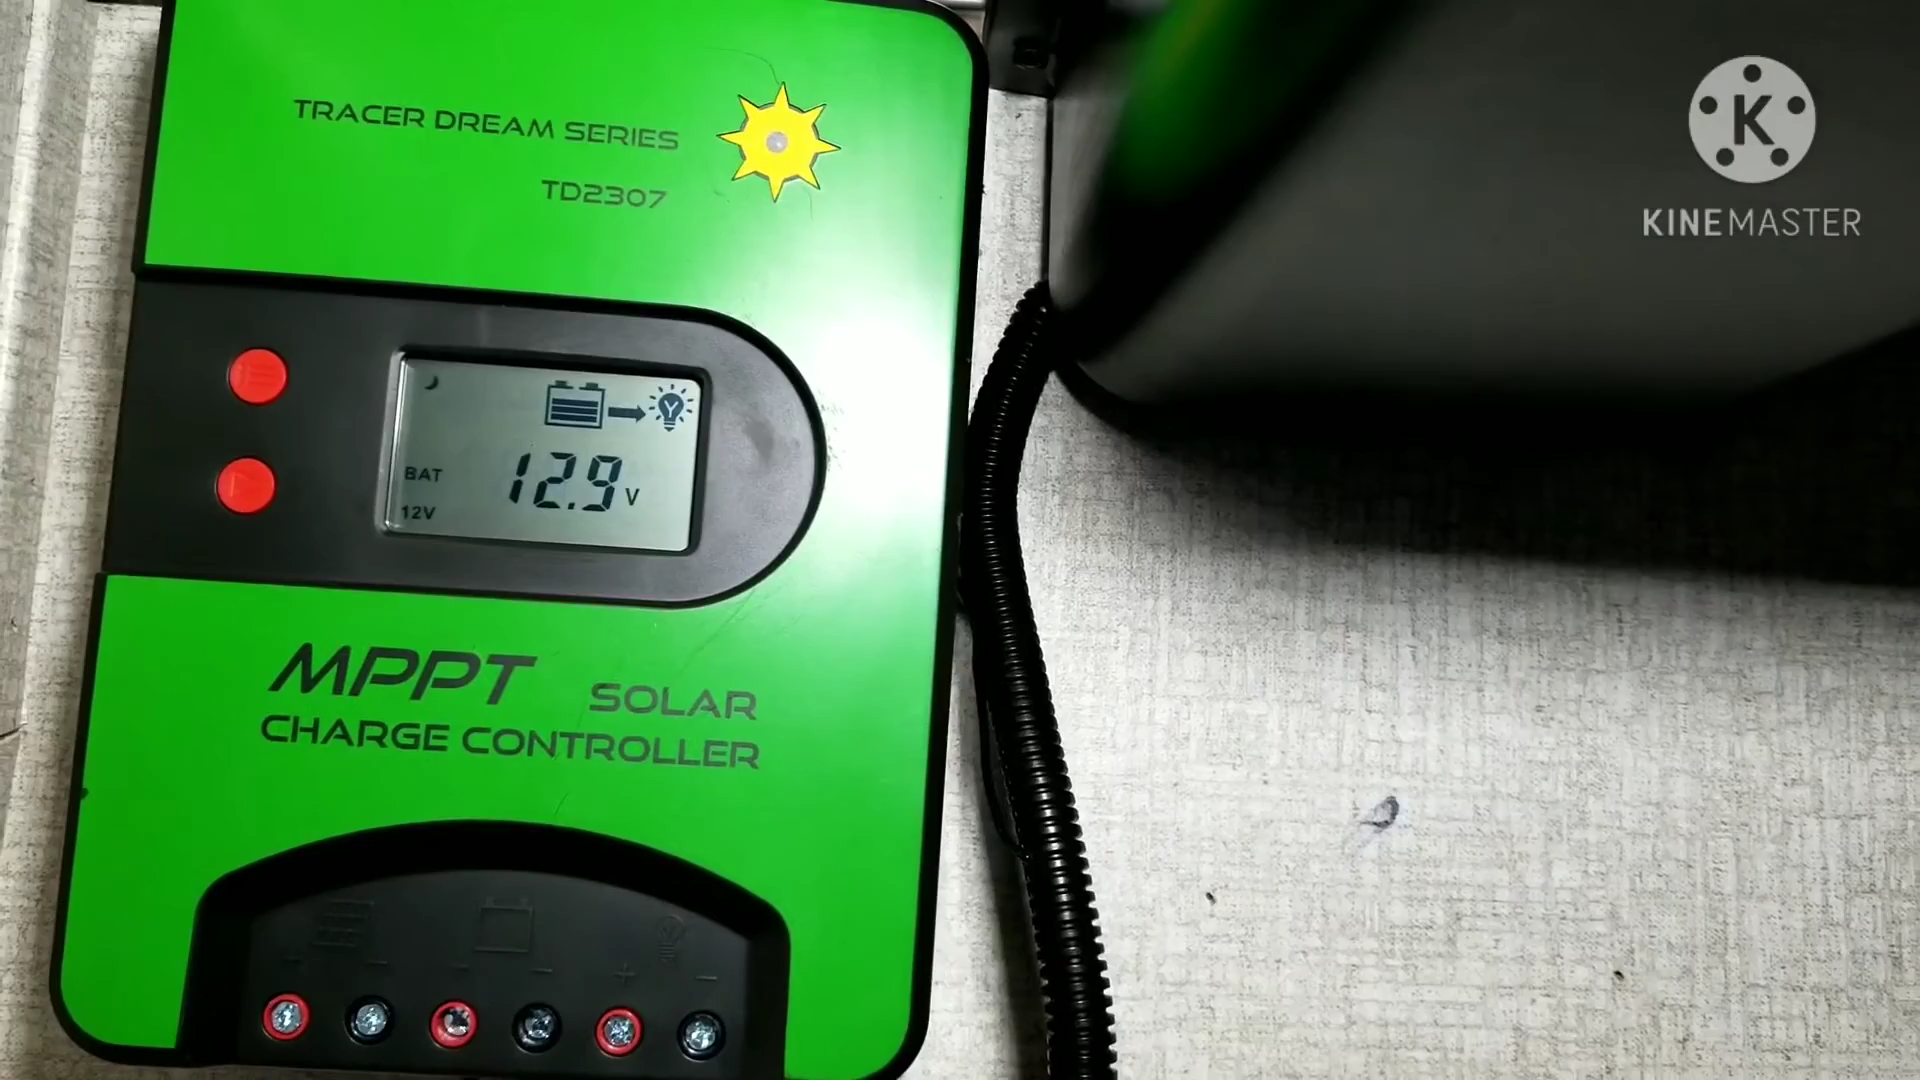 TRACER DREAM SERIES
TD2307
BAT
12.9 V
12V
MPPT SOLAR
CHARGE CONTROLLER
K
KINEMASTER